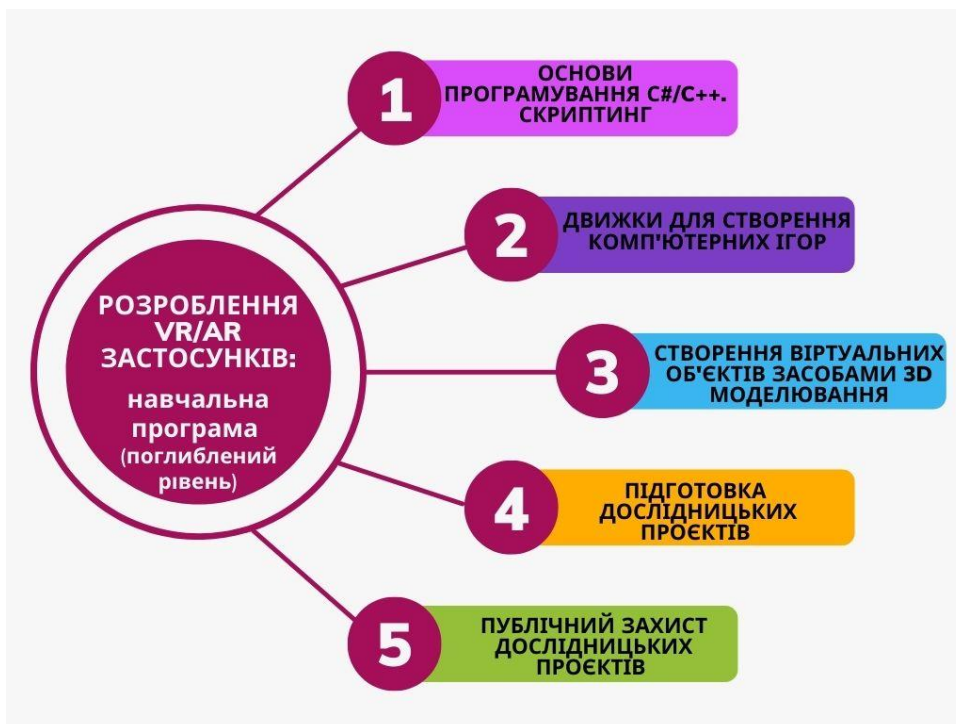 РОЗРОБЛЕННЯ
VR/AR
ЗАСТОСУНКІВ:
навчальна
програма
(поглиблений
рівень)
1
ОСНОВИ
ПРОГРАМУВАННЯ C#/C++.
СКРИПТИНГ
2
ДВИЖКИ ДЛЯ СТВОРЕННЯ
КОМП'ЮТЕРНИХ ІГОР
3
СТВОРЕННЯ ВІРТУАЛЬНИХ
ОБ'ЄКТІВ ЗАСОБАМИ 3D
МОДЕЛЮВАННЯ
4
ПІДГОТОВКА
ДОСЛІДНИЦЬКИХ
ПРОЄКТІВ
5
ПУБЛІЧНИЙ ЗАХИСТ
ДОСЛІДНИЦЬКИХ
ПРОЄКТІВ